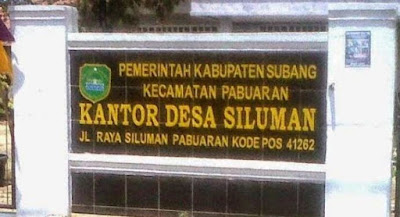 PEMERINTAH KABUPATEN SUBANG
KECAMATAN PABUARAN
KANTOR DESA SILUMAN
JL RAYA SILUMAN PABUARAN KODE POS 41262